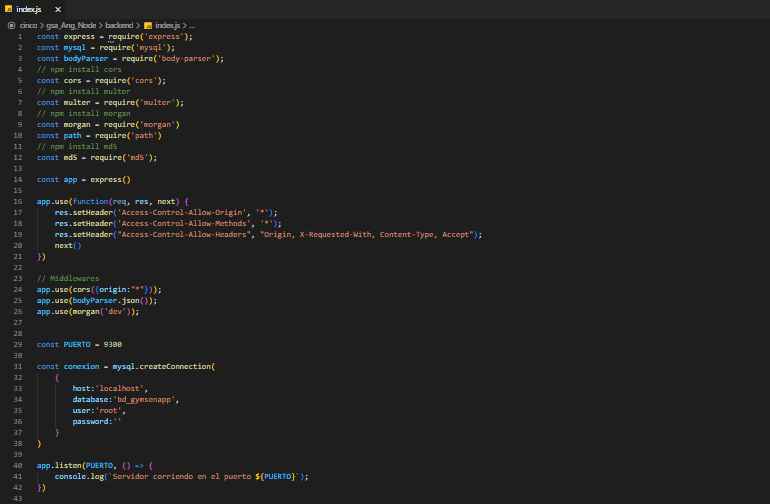 JS index.js ×
cinco > gsa_Ang_Node > backend > JS index.js > ...
1 const express = require('express');
2 const mysql = require('mysql');
3 const bodyParser = require('body-parser');
4 // npm install cors
5 const cors = require('cors');
6 // npm install multer
7 const multer = require('multer');
8 // npm install morgan
9 const morgan = require('morgan')
10 const path = require('path')
11 // npm install md5
12 const md5 = require('md5');
13
14 const app = express()
15
16 app.use(function(req, res, next) {
17 res.setHeader('Access-Control-Allow-Origin', '*');
18 res.setHeader('Access-Control-Allow-Methods', '*');
19 res.setHeader("Access-Control-Allow-Headers", "Origin, X-Requested-With, Content-Type, Accept");
20 next()
21 })
22
23 // Middlewares
24 app.use(cors({origin:"*"}));
25 app.use(bodyParser.json());
26 app.use(morgan('dev'));
27
28
29 const PUERTO = 9300
30
31 const conexion = mysql.createConnection(
32 {
33 host:'localhost',
34 database:'bd_gymsenapp',
35 user:'root',
36 password:''
37 }
38 )
39
40 app.listen(PUERTO, () => {
41 console.log(`Servidor corriendo en el puerto ${PUERTO}`);
42 })
43